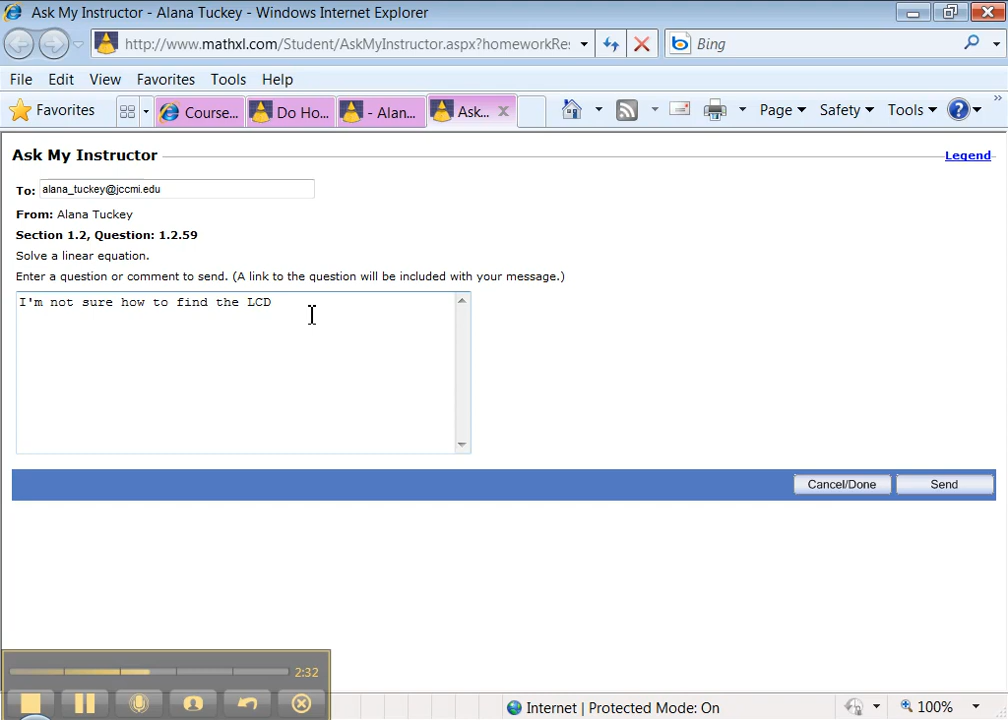 Ask My Instructor - Alana Tuckey - Windows Internet Explorer
http://www.mathxl.com/Student/AskMyInstructor.aspx?homeworkRes
Bing
File Edit View Favorites Tools Help
Favorites Course... Do Ho... - Alan... Ask... Page Safety Tools »
Ask My Instructor Legend
To: alana_tuckey@jccmi.edu
From: Alana Tuckey
Section 1.2, Question: 1.2.59
Solve a linear equation.
Enter a question or comment to send. (A link to the question will be included with your message.)
I'm not sure how to find the LCD
Cancel/Done Send
2:32
Internet | Protected Mode: On 100%